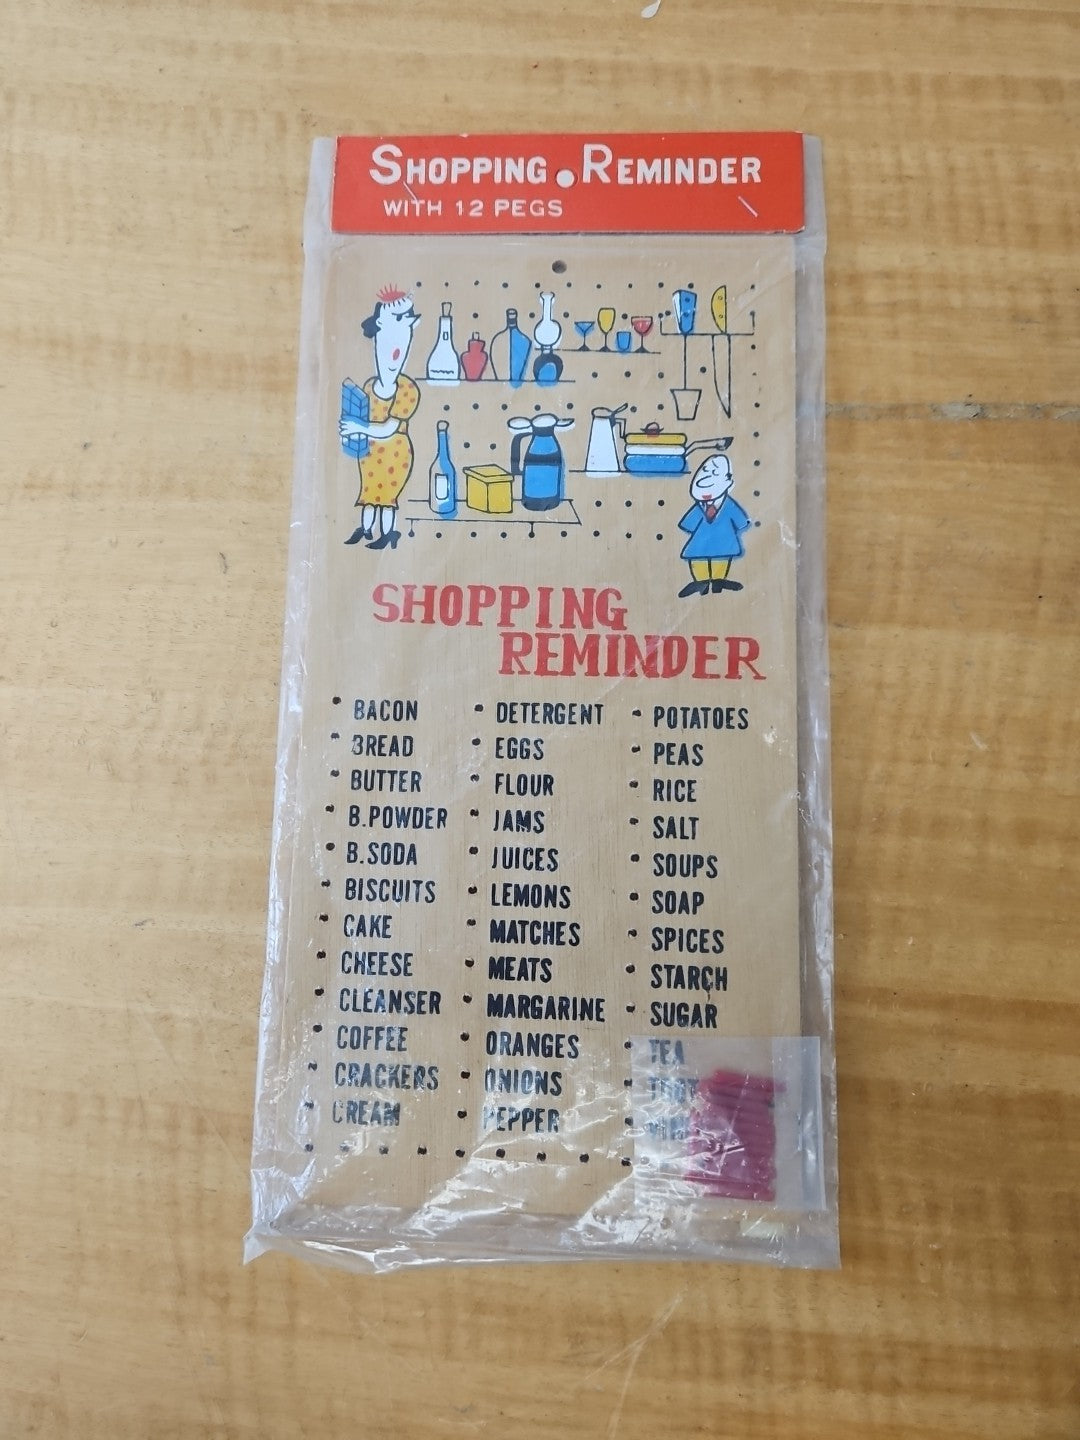 SHOPPING REMINDER
WITH 12 PEGS
SHOPPING
REMINDER
BACON
BREAD
BUTTER
B.POWDER
B.SODA
BISCUITS
CAKE
CHEESE
CLEANSER
COFFEE
CRACKERS
CREAM
DETERGENT
EGGS
FLOUR
JAMS
JUICES
LEMONS
MATCHES
MEATS
MARGARINE
ORANGES
ONIONS
PEPPER
POTATOES
PEAS
RICE
SALT
SOUPS
SOAP
SPICES
STARCH
SUGAR
TEA